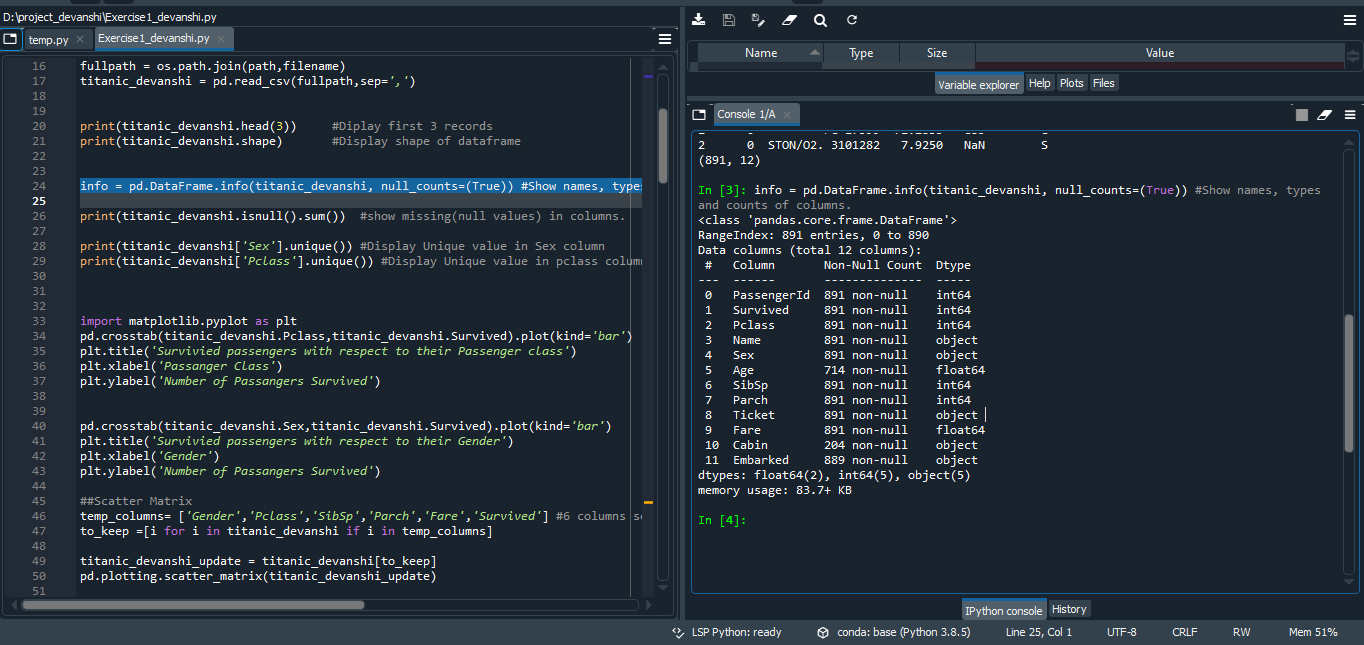 D:\project_devanshi\Exercise1_devanshi.py
temp.py
Exercise1_devanshi.py
16 fullpath = os.path.join(path,filename)
17 titanic_devanshi = pd.read_csv(fullpath,sep=',')
18
19
20 print(titanic_devanshi.head(3)) #Diplay first 3 records
21 print(titanic_devanshi.shape) #Display shape of dataframe
22
23
24 info = pd.DataFrame.info(titanic_devanshi, null_counts=(True)) #Show names, types
25
26 print(titanic_devanshi.isnull().sum()) #show missing(null values) in columns.
27
28 print(titanic_devanshi['Sex'].unique()) #Display Unique value in Sex column
29 print(titanic_devanshi['Pclass'].unique()) #Display Unique value in pclass colum
30
31
32
33 import matplotlib.pyplot as plt
34 pd.crosstab(titanic_devanshi.Pclass,titanic_devanshi.Survived).plot(kind='bar')
35 plt.title('Survivied passengers with respect to their Passenger class')
36 plt.xlabel('Passanger Class')
37 plt.ylabel('Number of Passangers Survived')
38
39
40 pd.crosstab(titanic_devanshi.Sex,titanic_devanshi.Survived).plot(kind='bar')
41 plt.title('Survivied passengers with respect to their Gender')
42 plt.xlabel('Gender')
43 plt.ylabel('Number of Passangers Survived')
44
45 ##Scatter Matrix
46 temp_columns= ['Gender','Pclass','SibSp','Parch','Fare','Survived'] #6 columns s
47 to_keep =[i for i in titanic_devanshi if i in temp_columns]
48
49 titanic_devanshi_update = titanic_devanshi[to_keep]
50 pd.plotting.scatter_matrix(titanic_devanshi_update)
51
Name Type Size Value
Variable explorer Help Plots Files
Console 1/A
2 0 STON/O2. 3101282 7.9250 NaN S
(891, 12)
In [3]: info = pd.DataFrame.info(titanic_devanshi, null_counts=(True)) #Show names, types
and counts of columns.
<class 'pandas.core.frame.DataFrame'>
RangeIndex: 891 entries, 0 to 890
Data columns (total 12 columns):
# Column Non-Null Count Dtype
--- ------ -------------- -----
0 PassengerId 891 non-null int64
1 Survived 891 non-null int64
2 Pclass 891 non-null int64
3 Name 891 non-null object
4 Sex 891 non-null object
5 Age 714 non-null float64
6 SibSp 891 non-null int64
7 Parch 891 non-null int64
8 Ticket 891 non-null object
9 Fare 891 non-null float64
10 Cabin 204 non-null object
11 Embarked 889 non-null object
dtypes: float64(2), int64(5), object(5)
memory usage: 83.7+ KB
In [4]:
IPython console History
LSP Python: ready conda: base (Python 3.8.5) Line 25, Col 1 UTF-8 CRLF RW Mem 51%